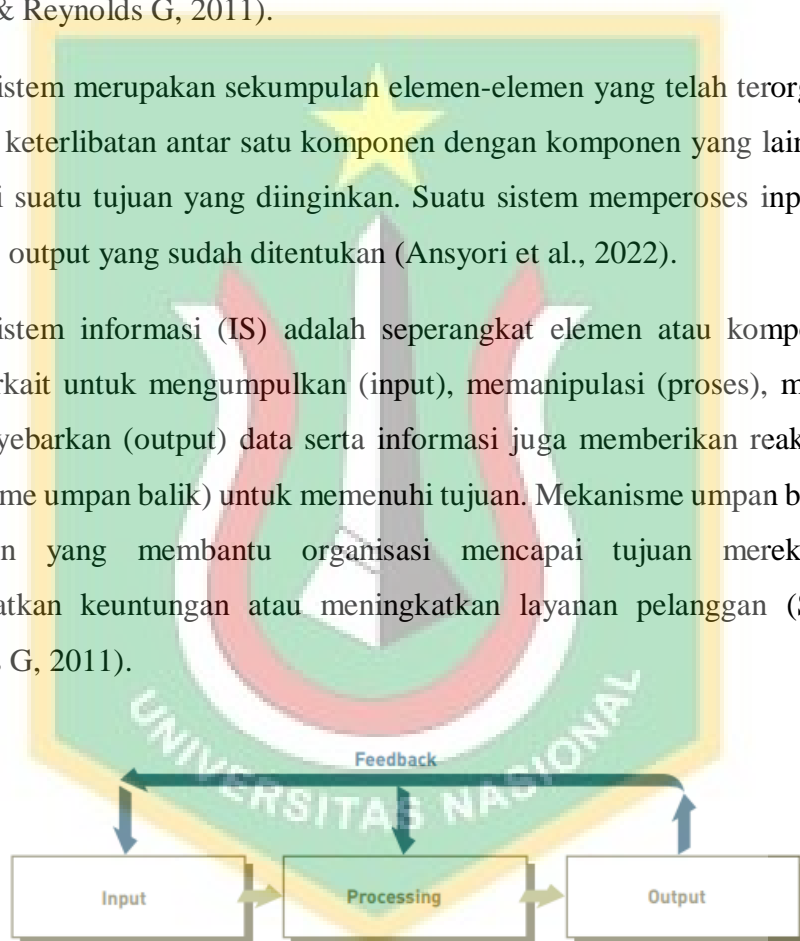 & Reynolds G, 2011).
istem merupakan sekumpulan elemen-elemen yang telah terorg
keterlibatan antar satu komponen dengan komponen yang lain
i suatu tujuan yang diinginkan. Suatu sistem memperoses inp
output yang sudah ditentukan (Ansyori et al., 2022).
istem informasi (IS) adalah seperangkat elemen atau komp
rkait untuk mengumpulkan (input), memanipulasi (proses), m
yebarkan (output) data serta informasi juga memberikan reak
me umpan balik) untuk memenuhi tujuan. Mekanisme umpan b
n yang membantu organisasi mencapai tujuan merek
atkan keuntungan atau meningkatkan layanan pelanggan (S
G, 2011).
UNIVERSITAS NASIONAL
Feedback
Input Processing Output